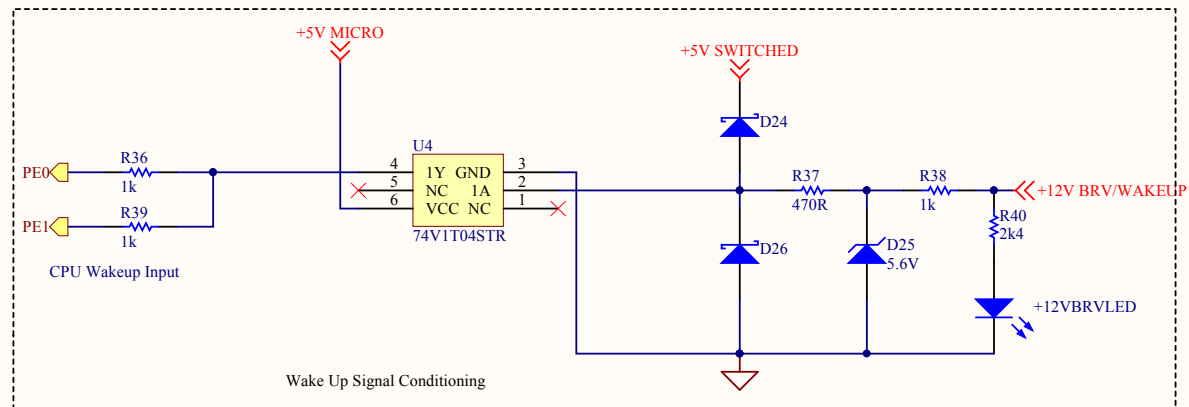 +5V MICRO
+5V SWITCHED
D24
U4
R36
PE0
1k
4 1Y GND 3
5 NC 1A 2
6 VCC NC 1
74V1T04STR
R37
470R
R38
1k
+12V BRV/WAKEUP
R39
PE1
1k
R40
2k4
D26
D25
5.6V
CPU Wakeup Input
+12VBRVLED
Wake Up Signal Conditioning